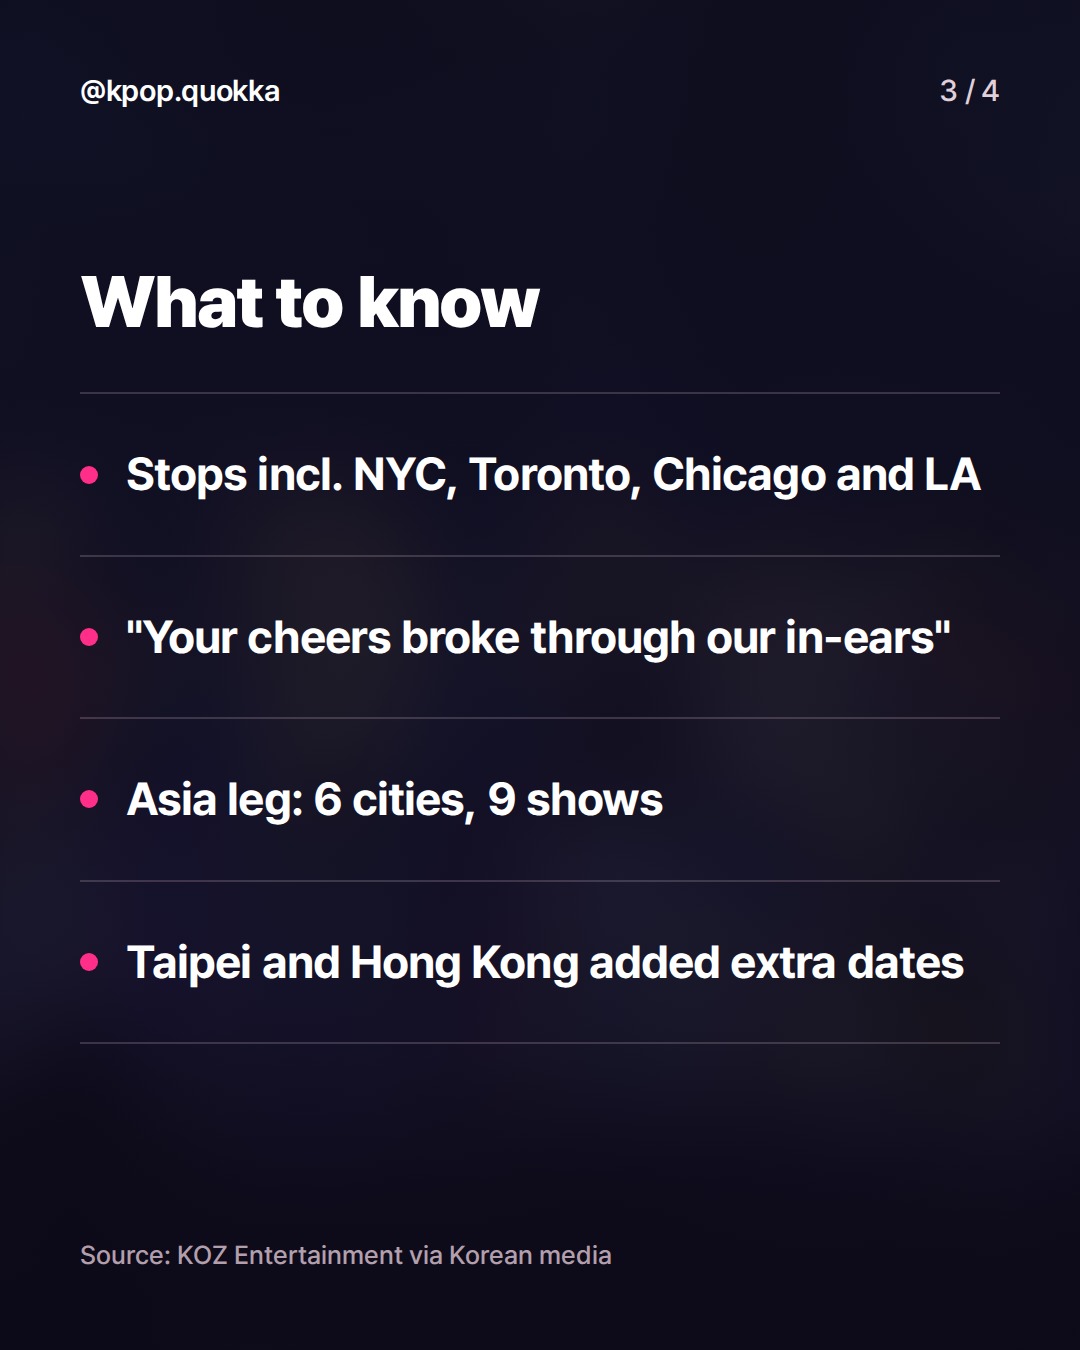 @kpop.quokka
3 / 4
What to know
Stops incl. NYC, Toronto, Chicago and LA
"Your cheers broke through our in-ears"
Asia leg: 6 cities, 9 shows
Taipei and Hong Kong added extra dates
Source: KOZ Entertainment via Korean media